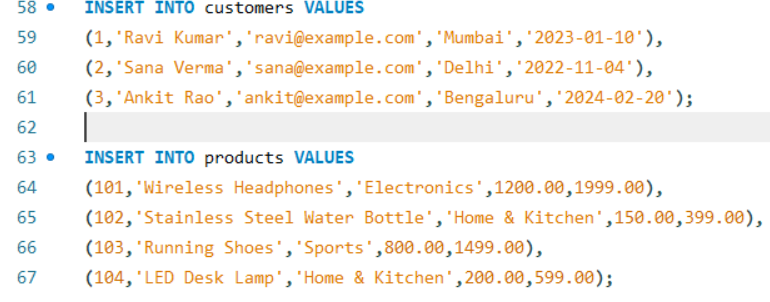 58 INSERT INTO customers VALUES
59 (1,'Ravi Kumar','ravi@example.com','Mumbai','2023-01-10'),
60 (2,'Sana Verma','sana@example.com','Delhi','2022-11-04'),
61 (3,'Ankit Rao','ankit@example.com','Bengaluru','2024-02-20');
62
63 INSERT INTO products VALUES
64 (101,'Wireless Headphones','Electronics',1200.00,1999.00),
65 (102,'Stainless Steel Water Bottle','Home & Kitchen',150.00,399.00),
66 (103,'Running Shoes','Sports',800.00,1499.00),
67 (104,'LED Desk Lamp','Home & Kitchen',200.00,599.00);